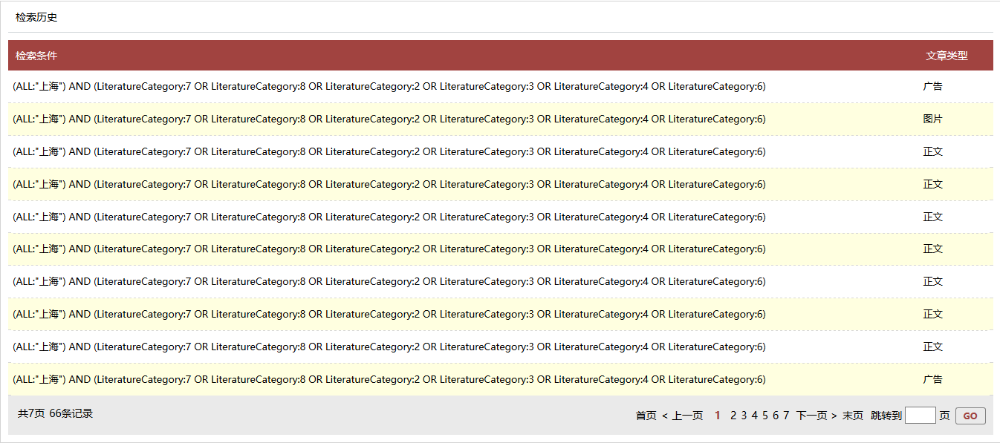 检索历史
检索条件 文章类型
(ALL:"上海") AND (LiteratureCategory:7 OR LiteratureCategory:8 OR LiteratureCategory:2 OR LiteratureCategory:3 OR LiteratureCategory:4 OR LiteratureCategory:6) 广告
(ALL:"上海") AND (LiteratureCategory:7 OR LiteratureCategory:8 OR LiteratureCategory:2 OR LiteratureCategory:3 OR LiteratureCategory:4 OR LiteratureCategory:6) 图片
(ALL:"上海") AND (LiteratureCategory:7 OR LiteratureCategory:8 OR LiteratureCategory:2 OR LiteratureCategory:3 OR LiteratureCategory:4 OR LiteratureCategory:6) 正文
(ALL:"上海") AND (LiteratureCategory:7 OR LiteratureCategory:8 OR LiteratureCategory:2 OR LiteratureCategory:3 OR LiteratureCategory:4 OR LiteratureCategory:6) 正文
(ALL:"上海") AND (LiteratureCategory:7 OR LiteratureCategory:8 OR LiteratureCategory:2 OR LiteratureCategory:3 OR LiteratureCategory:4 OR LiteratureCategory:6) 正文
(ALL:"上海") AND (LiteratureCategory:7 OR LiteratureCategory:8 OR LiteratureCategory:2 OR LiteratureCategory:3 OR LiteratureCategory:4 OR LiteratureCategory:6) 正文
(ALL:"上海") AND (LiteratureCategory:7 OR LiteratureCategory:8 OR LiteratureCategory:2 OR LiteratureCategory:3 OR LiteratureCategory:4 OR LiteratureCategory:6) 正文
(ALL:"上海") AND (LiteratureCategory:7 OR LiteratureCategory:8 OR LiteratureCategory:2 OR LiteratureCategory:3 OR LiteratureCategory:4 OR LiteratureCategory:6) 正文
(ALL:"上海") AND (LiteratureCategory:7 OR LiteratureCategory:8 OR LiteratureCategory:2 OR LiteratureCategory:3 OR LiteratureCategory:4 OR LiteratureCategory:6) 正文
(ALL:"上海") AND (LiteratureCategory:7 OR LiteratureCategory:8 OR LiteratureCategory:2 OR LiteratureCategory:3 OR LiteratureCategory:4 OR LiteratureCategory:6) 广告
共7页 66条记录 首页 < 上一页 1 2 3 4 5 6 7 下一页 > 末页 跳转到 页 GO